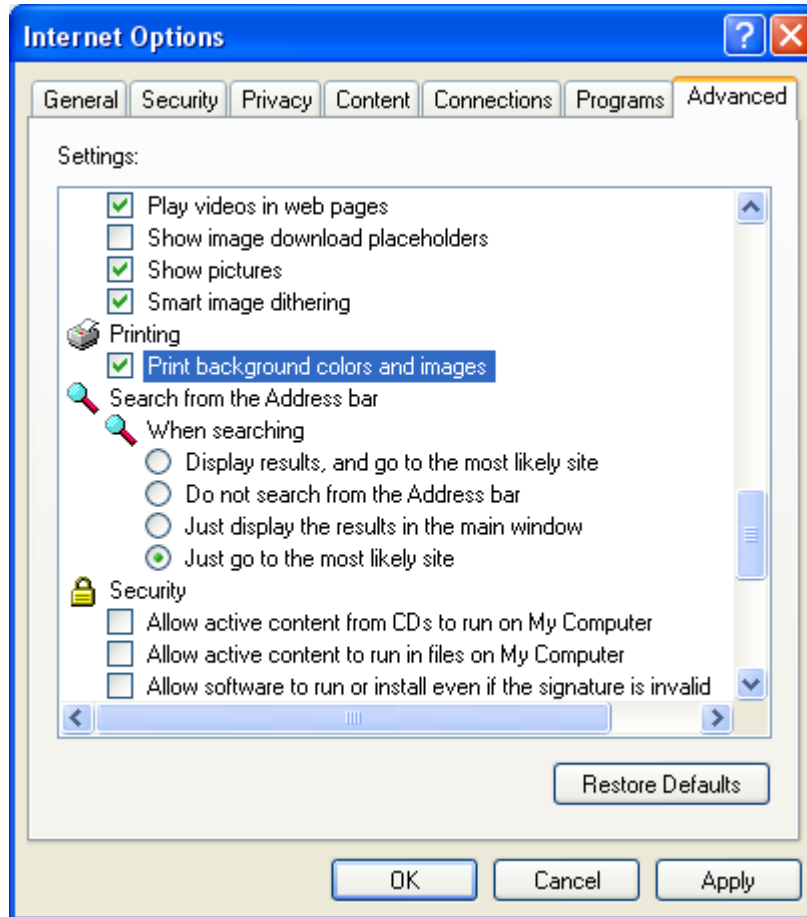 Internet Options
General Security Privacy Content Connections Programs Advanced
Settings:
Play videos in web pages
Show image download placeholders
Show pictures
Smart image dithering
Printing
Print background colors and images
Search from the Address bar
When searching
Display results, and go to the most likely site
Do not search from the Address bar
Just display the results in the main window
Just go to the most likely site
Security
Allow active content from CDs to run on My Computer
Allow active content to run in files on My Computer
Allow software to run or install even if the signature is invalid
Restore Defaults
OK Cancel Apply